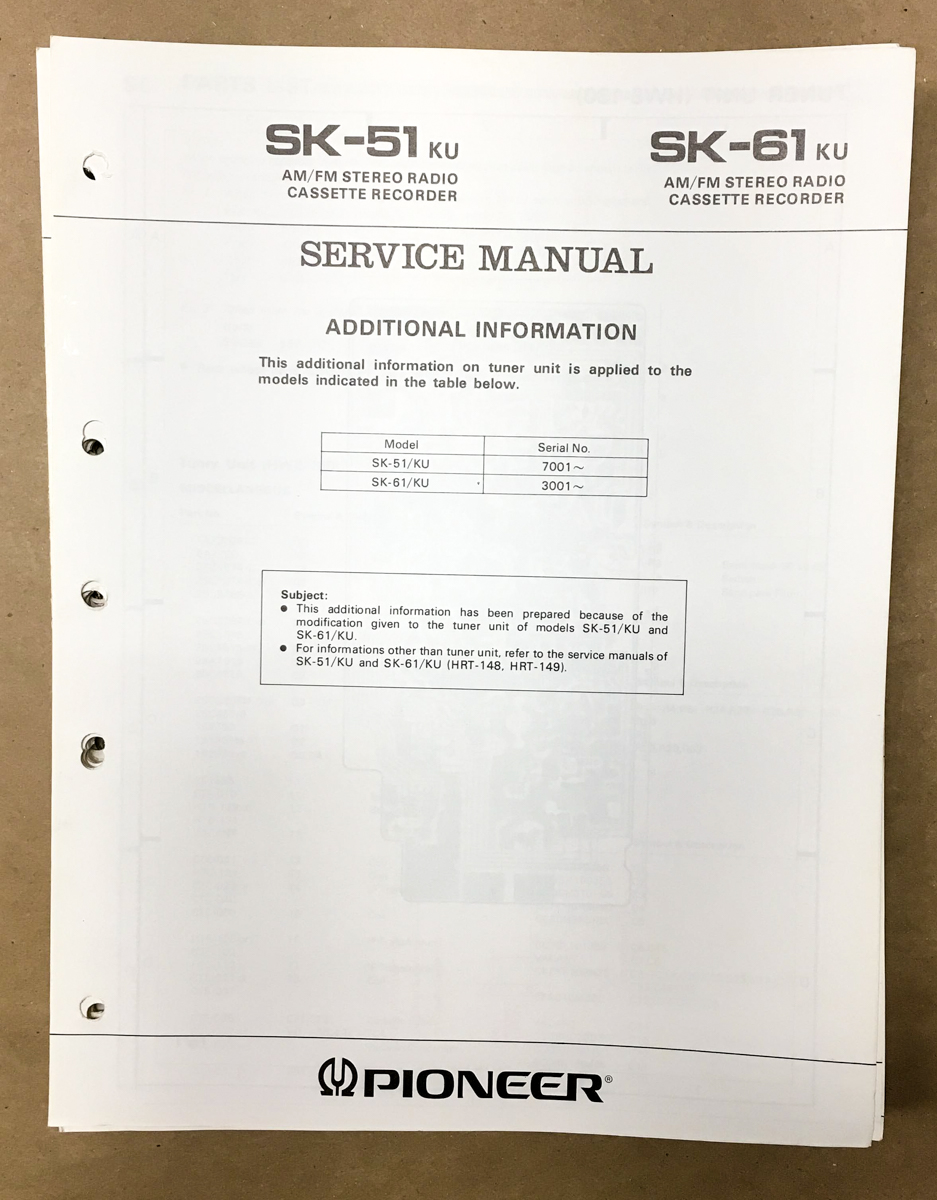 SK-51 KU
AM/FM STEREO RADIO
CASSETTE RECORDER
SK-61 KU
AM/FM STEREO RADIO
CASSETTE RECORDER
SERVICE MANUAL
ADDITIONAL INFORMATION
This additional information on tuner unit is applied to the
models indicated in the table below.
Model Serial No.
SK-51/KU 7001~
SK-61/KU 3001~
Subject:
● This additional information has been prepared because of the
modification given to the tuner unit of models SK-51/KU and
SK-61/KU.
● For informations other than tuner unit, refer to the service manuals of
SK-51/KU and SK-61/KU (HRT-148, HRT-149).
PIONEER®